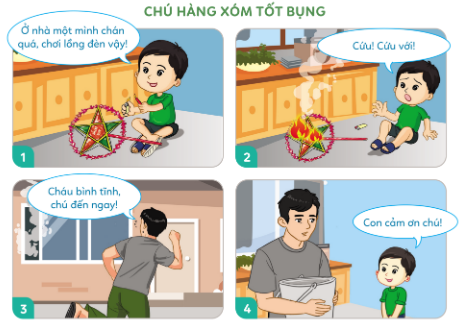 CHÚ HÀNG XÓM TỐT BỤNG
Ở nhà một mình chán
quá, chơi lồng đèn vậy!
1
Cứu! Cứu với!
2
Cháu bình tĩnh,
chú đến ngay!
3
Con cảm ơn chú!
4